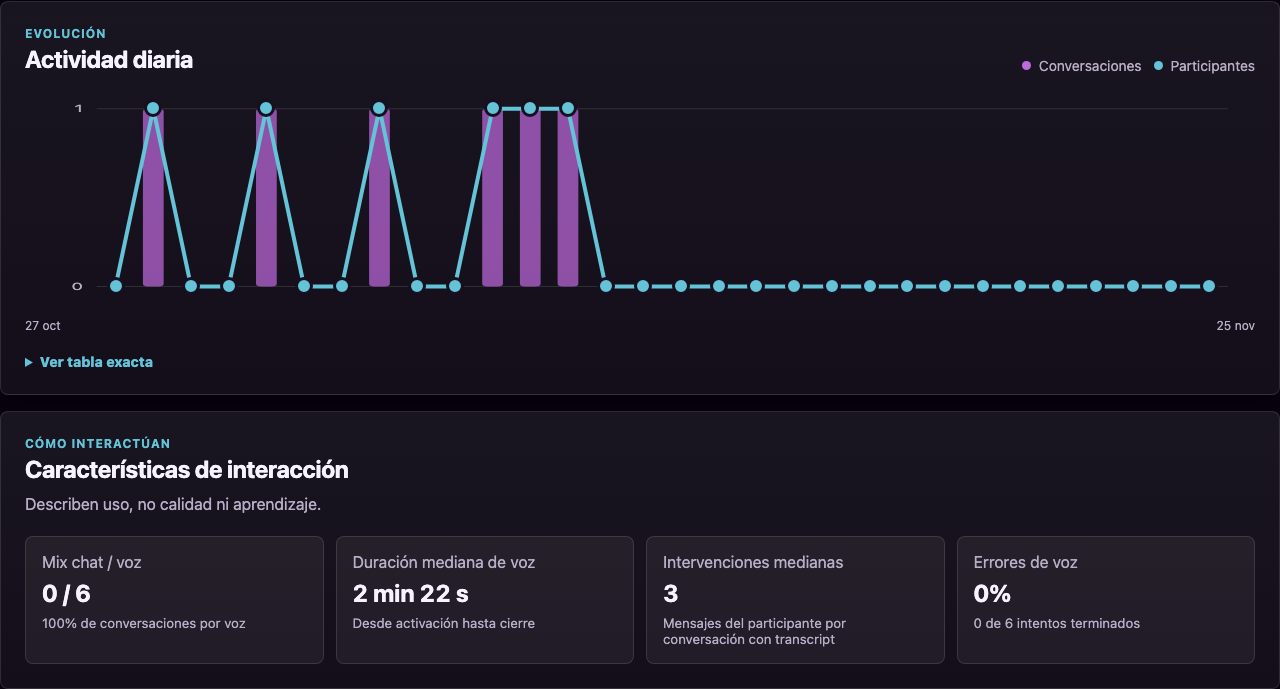 EVOLUCIÓN
Actividad diaria
Conversaciones
Participantes
1
0
27 oct
25 nov
Ver tabla exacta
CÓMO INTERACTÚAN
Características de interacción
Describen uso, no calidad ni aprendizaje.
Mix chat / voz
0 / 6
100% de conversaciones por voz
Duración mediana de voz
2 min 22 s
Desde activación hasta cierre
Intervenciones medianas
3
Mensajes del participante por
conversación con transcript
Errores de voz
0%
0 de 6 intentos terminados